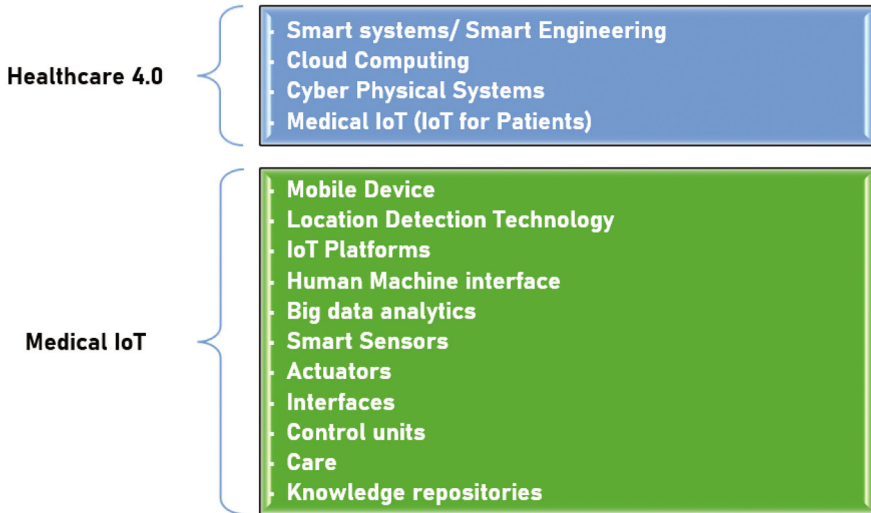 Healthcare 4.0
· Smart systems/ Smart Engineering
· Cloud Computing
· Cyber Physical Systems
· Medical IoT (IoT for Patients)
Medical IoT
· Mobile Device
· Location Detection Technology
· IoT Platforms
· Human Machine interface
· Big data analytics
· Smart Sensors
· Actuators
· Interfaces
· Control units
· Care
· Knowledge repositories